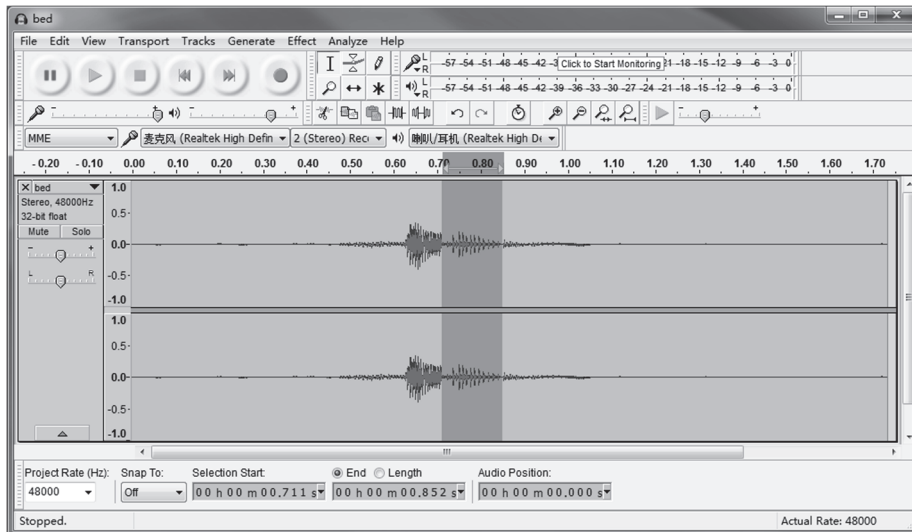 bed
File Edit View Transport Tracks Generate Effect Analyze Help
L R -57 -54 -51 -48 -45 -42 -3 Click to Start Monitoring 21 -18 -15 -12 -9 -6 -3 0
L R -57 -54 -51 -48 -45 -42 -39 -36 -33 -30 -27 -24 -21 -18 -15 -12 -9 -6 -3 0
MME 麦克风 (Realtek High Defin 2 (Stereo) Rec 喇叭/耳机 (Realtek High De
-0.20 -0.10 0.00 0.10 0.20 0.30 0.40 0.50 0.60 0.70 0.80 0.90 1.00 1.10 1.20 1.30 1.40 1.50 1.60 1.70
bed
Stereo, 48000Hz
32-bit float
Mute Solo
- +
L R
1.0
0.5
0.0
-0.5
-1.0
1.0
0.5
0.0
-0.5
-1.0
Project Rate (Hz): Snap To: Selection Start: End Length Audio Position:
48000 Off 00 h 00 m 00.711 s 00 h 00 m 00.852 s 00 h 00 m 00.000 s
Stopped. Actual Rate: 48000